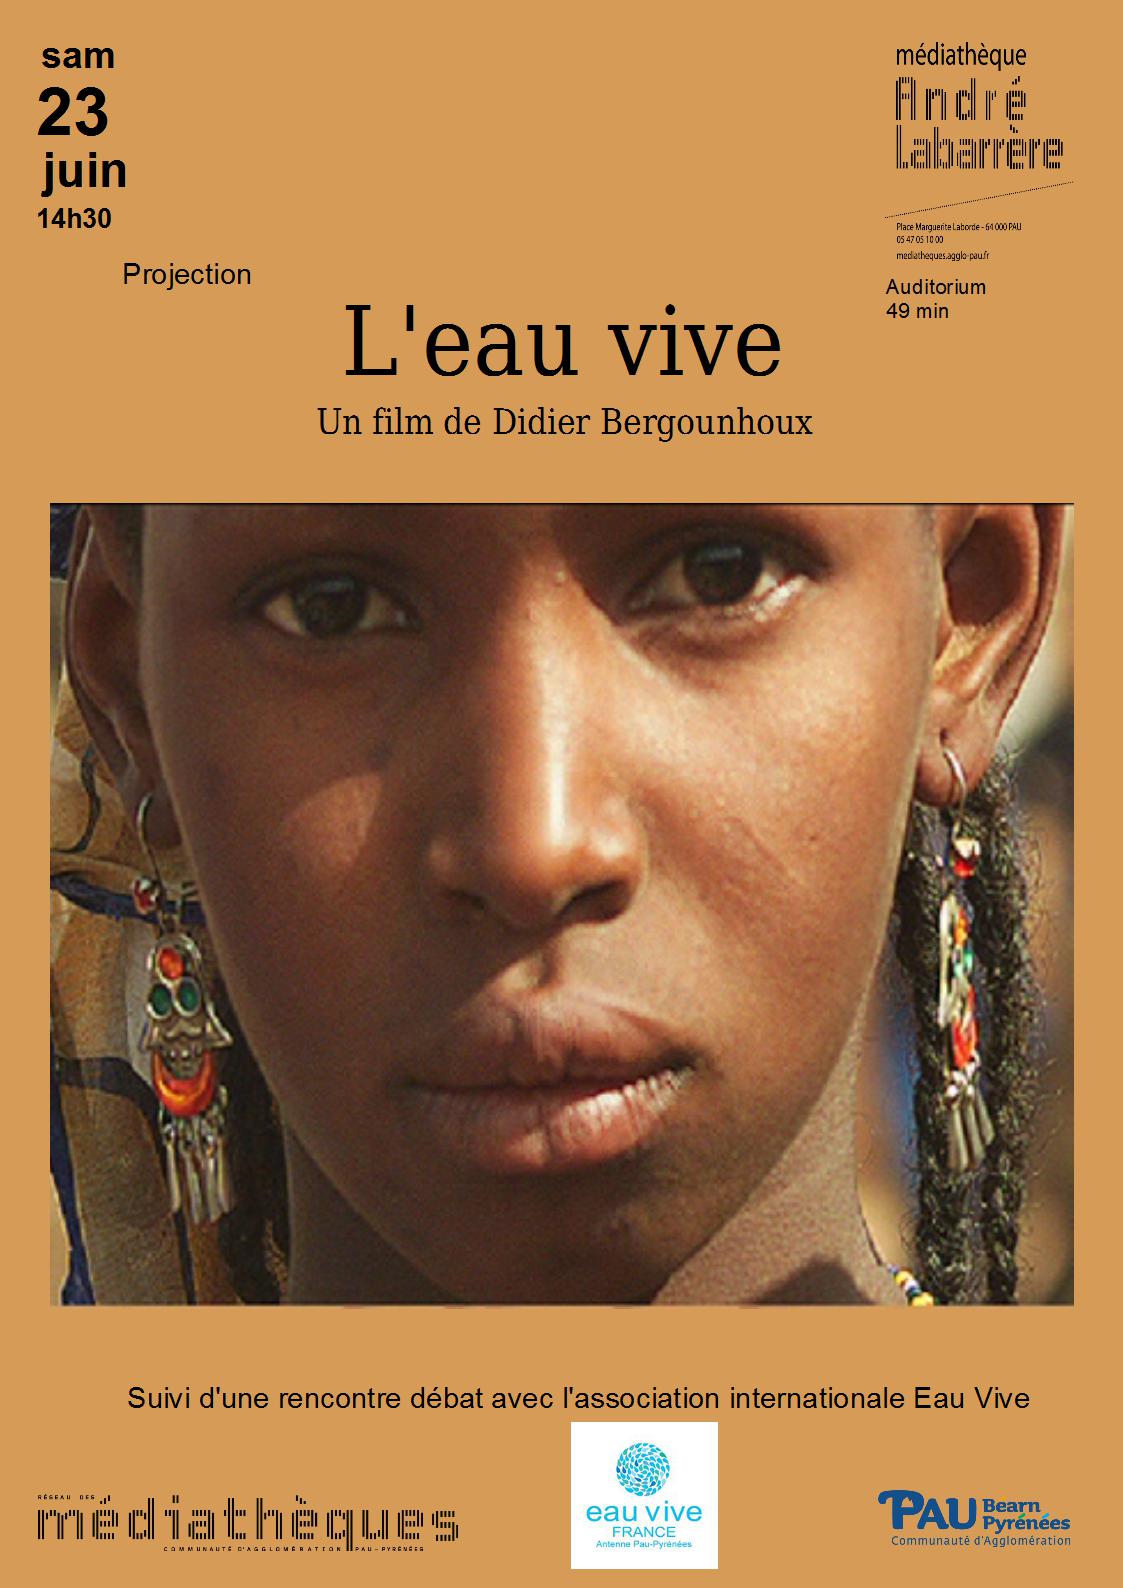 sam
23
juin
14h30
médiathèque
André
Labarrère
Place Marguerite Laborde - 64 000 PAU
05 47 05 10 00
mediatheques.agglo-pau.fr
Auditorium
49 min
Projection
L'eau vive
Un film de Didier Bergounhoux
Suivi d'une rencontre débat avec l'association internationale Eau Vive
RÉSEAU DES
médiathèques
COMMUNAUTÉ D'AGGLOMÉRATION PAU-PYRÉNÉES
eau vive
FRANCE
Antenne Pau-Pyrénées
PAU Bearn
Pyrénées
Communauté d'Agglomération